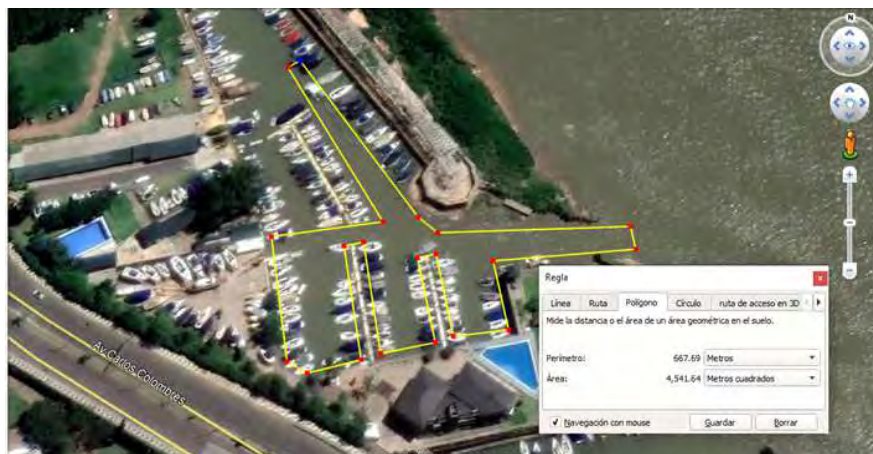 N
Regla
Línea Ruta Polígono Círculo ruta de acceso en 3D
Mide la distancia o el área de un área geométrica en el suelo.
Perímetro: 667.69 Metros
Área: 4,541.64 Metros cuadrados
Navegación con mouse Guardar Borrar
Av. Carlos Colombres